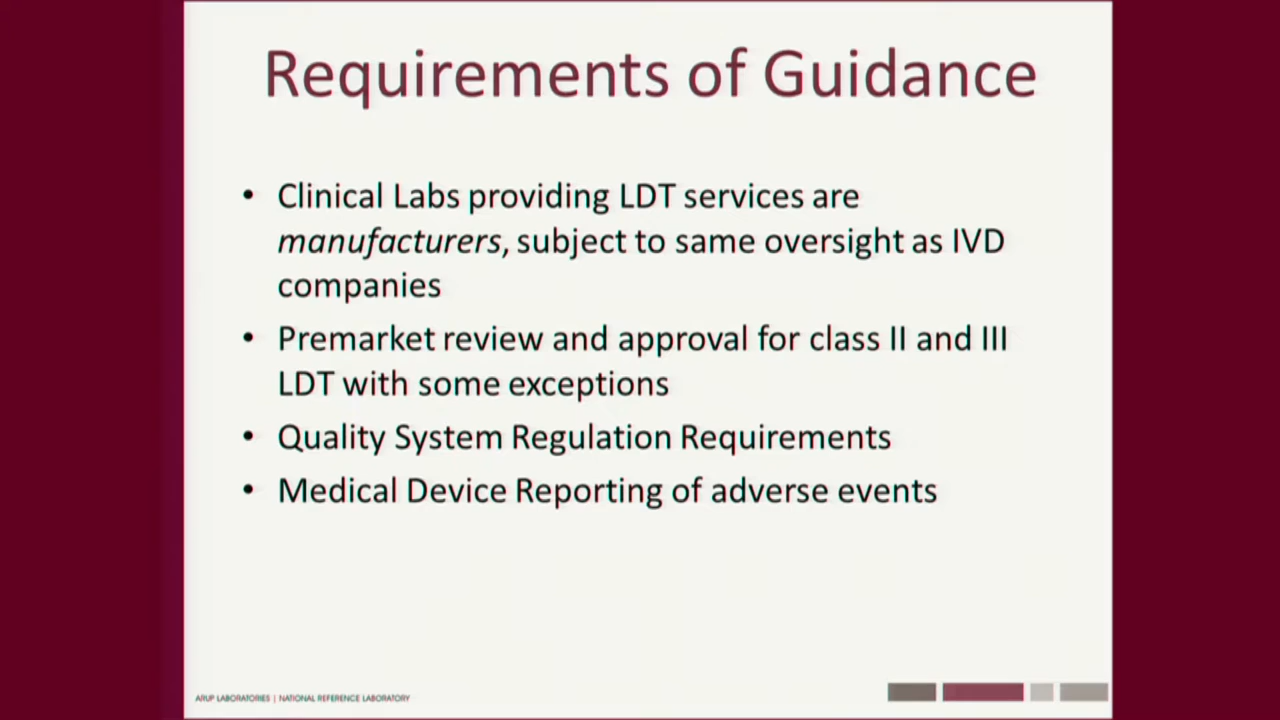 Requirements of Guidance
• Clinical Labs providing LDT services are
manufacturers, subject to same oversight as IVD
companies
• Premarket review and approval for class II and III
LDT with some exceptions
• Quality System Regulation Requirements
• Medical Device Reporting of adverse events
ARUP LABORATORIES | NATIONAL REFERENCE LABORATORY